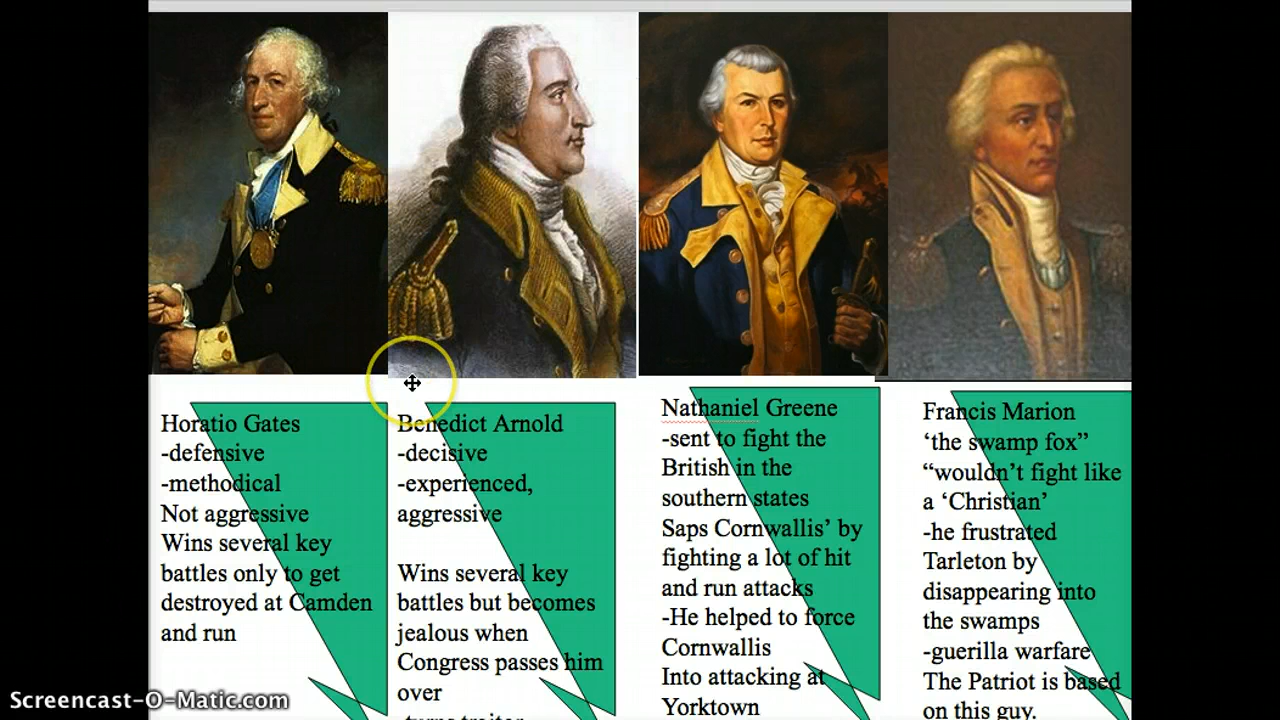 Horatio Gates
-defensive
-methodical
Not aggressive
Wins several key
battles only to get
destroyed at Camden
and run
Benedict Arnold
-decisive
-experienced,
aggressive
Wins several key
battles but becomes
jealous when
Congress passes him
over
-turns traitor
Nathaniel Greene
-sent to fight the
British in the
southern states
Saps Cornwallis’ by
fighting a lot of hit
and run attacks
-He helped to force
Cornwallis
Into attacking at
Yorktown
Francis Marion
‘the swamp fox”
“wouldn’t fight like
a ‘Christian’
-he frustrated
Tarleton by
disappearing into
the swamps
-guerilla warfare
The Patriot is based
on this guy.
Screencast-O-Matic.com